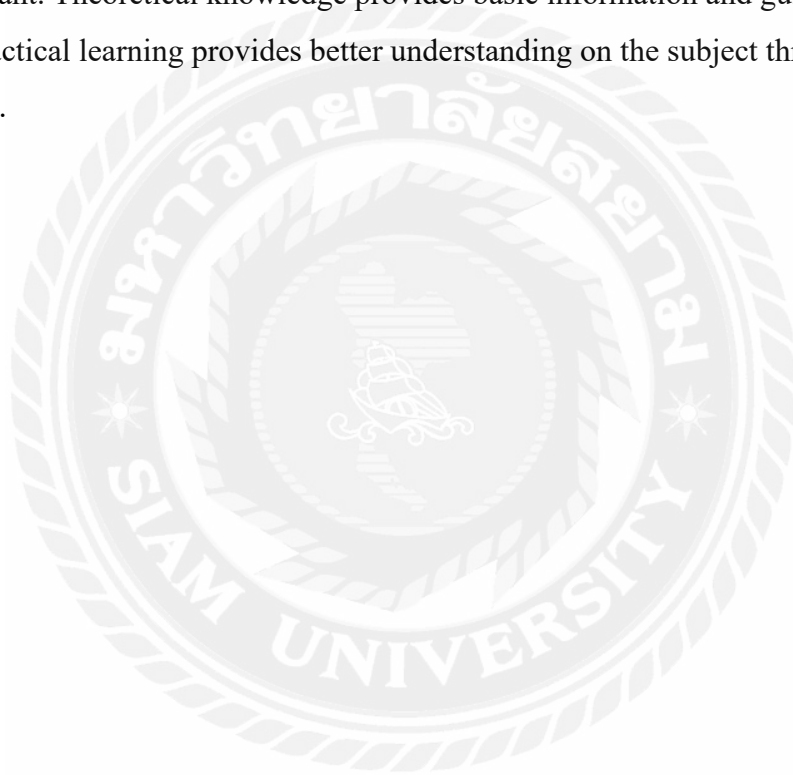 ant. Theoretical knowledge provides basic information and gu
ctical learning provides better understanding on the subject th
.
มหาวิทยาลัยสยาม
SIAM UNIVERSITY